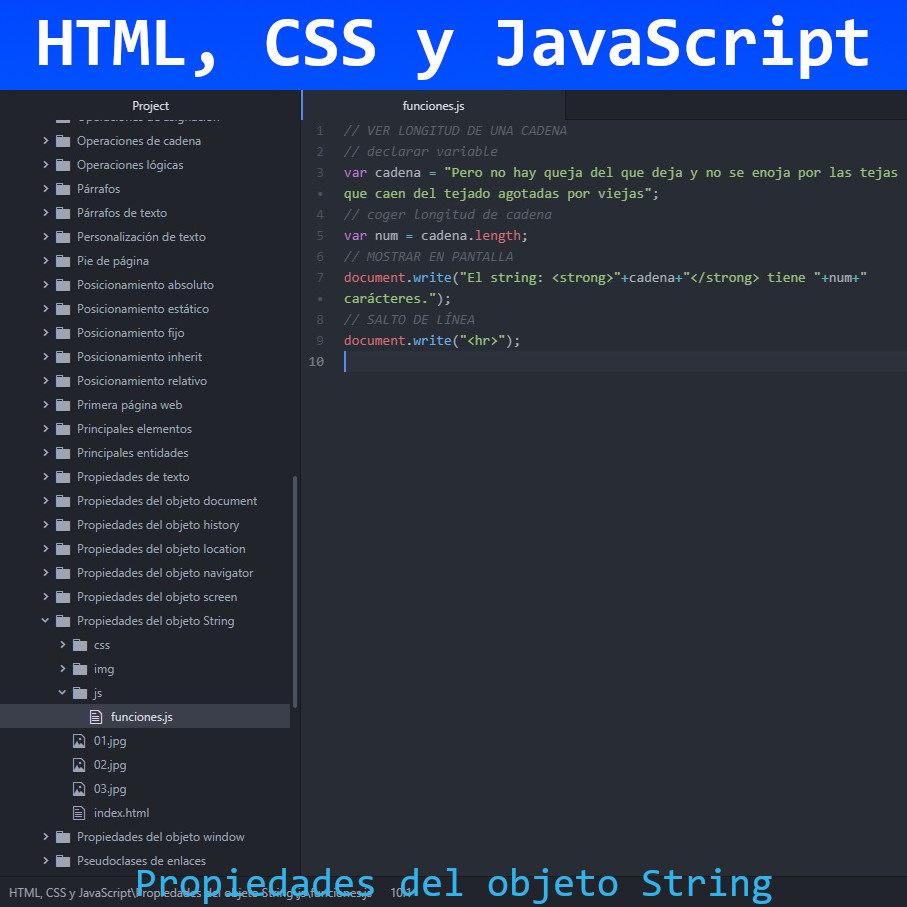 HTML, CSS y JavaScript
Project
Operaciones de asignación
Operaciones de cadena
Operaciones lógicas
Párrafos
Párrafos de texto
Personalización de texto
Pie de página
Posicionamiento absoluto
Posicionamiento estático
Posicionamiento fijo
Posicionamiento inherit
Posicionamiento relativo
Primera página web
Principales elementos
Principales entidades
Propiedades de texto
Propiedades del objeto document
Propiedades del objeto history
Propiedades del objeto location
Propiedades del objeto navigator
Propiedades del objeto screen
Propiedades del objeto String
css
img
js
funciones.js
01.jpg
02.jpg
03.jpg
index.html
Propiedades del objeto window
Pseudoclases de enlaces
funciones.js
1 // VER LONGITUD DE UNA CADENA
2 // declarar variable
3 var cadena = "Pero no hay queja del que deja y no se enoja por las tejas
• que caen del tejado agotadas por viejas";
4 // coger longitud de cadena
5 var num = cadena.length;
6 // MOSTRAR EN PANTALLA
7 document.write("El string: <strong>"+cadena+"</strong> tiene "+num+"
• carácteres.");
8 // SALTO DE LÍNEA
9 document.write("<hr>");
10
HTML, CSS y JavaScript\Propiedades del objeto String\js\funciones.js 10:1
Propiedades del objeto String